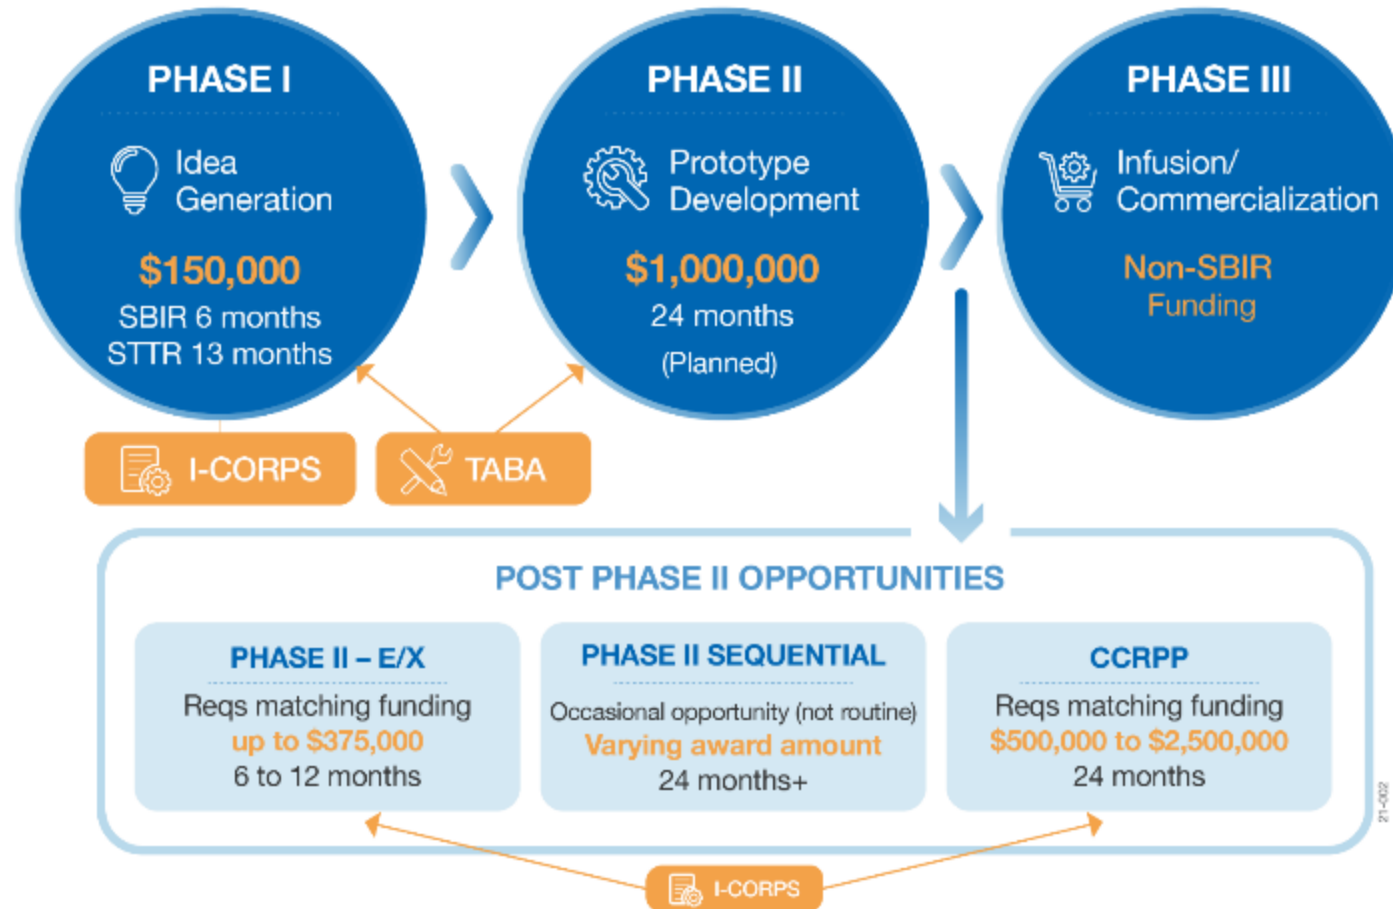 PHASE I
Idea
Generation
$150,000
SBIR 6 months
STTR 13 months
PHASE II
Prototype
Development
$1,000,000
24 months
(Planned)
PHASE III
Infusion/
Commercialization
Non-SBIR
Funding
I-CORPS
TABA
POST PHASE II OPPORTUNITIES
PHASE II – E/X
Reqs matching funding
up to $375,000
6 to 12 months
PHASE II SEQUENTIAL
Occasional opportunity (not routine)
Varying award amount
24 months+
CCRPP
Reqs matching funding
$500,000 to $2,500,000
24 months
21-002
I-CORPS